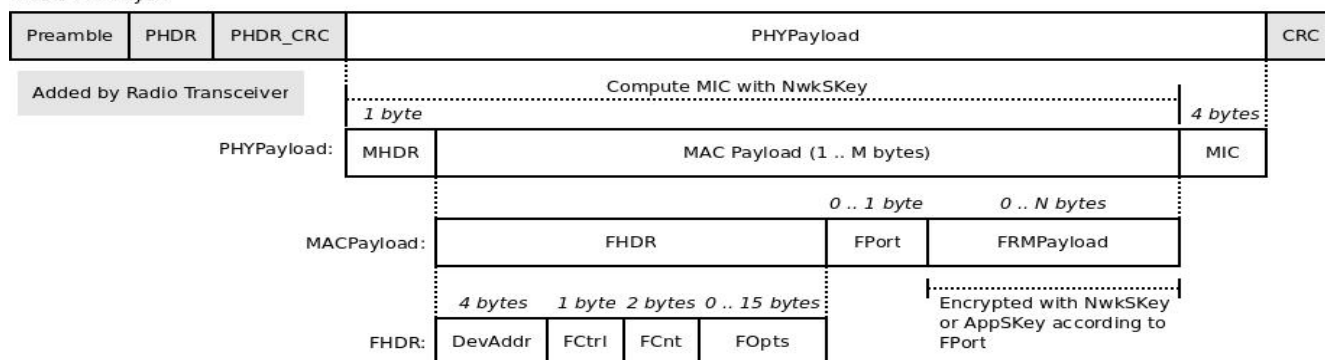 Preamble PHDR PHDR_CRC PHYPayload CRC
Added by Radio Transceiver
Compute MIC with NwkSKey
1 byte 4 bytes
PHYPayload: MHDR MAC Payload (1 .. M bytes) MIC
0 .. 1 byte 0 .. N bytes
MACPayload: FHDR FPort FRMPayload
4 bytes 1 byte 2 bytes 0 .. 15 bytes
FHDR: DevAddr FCtrl FCnt FOpts
Encrypted with NwkSKey
or AppSKey according to
FPort